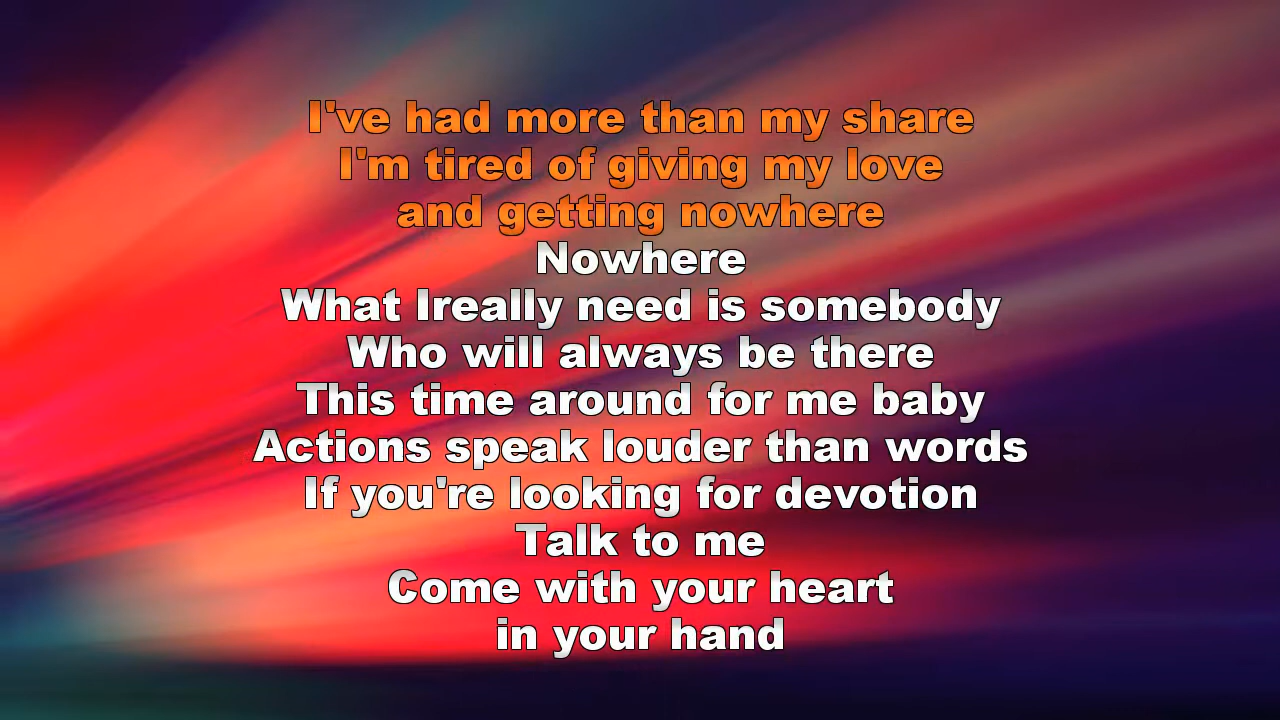 I've had more than my share
I'm tired of giving my love
and getting nowhere
Nowhere
What Ireally need is somebody
Who will always be there
This time around for me baby
Actions speak louder than words
If you're looking for devotion
Talk to me
Come with your heart
in your hand